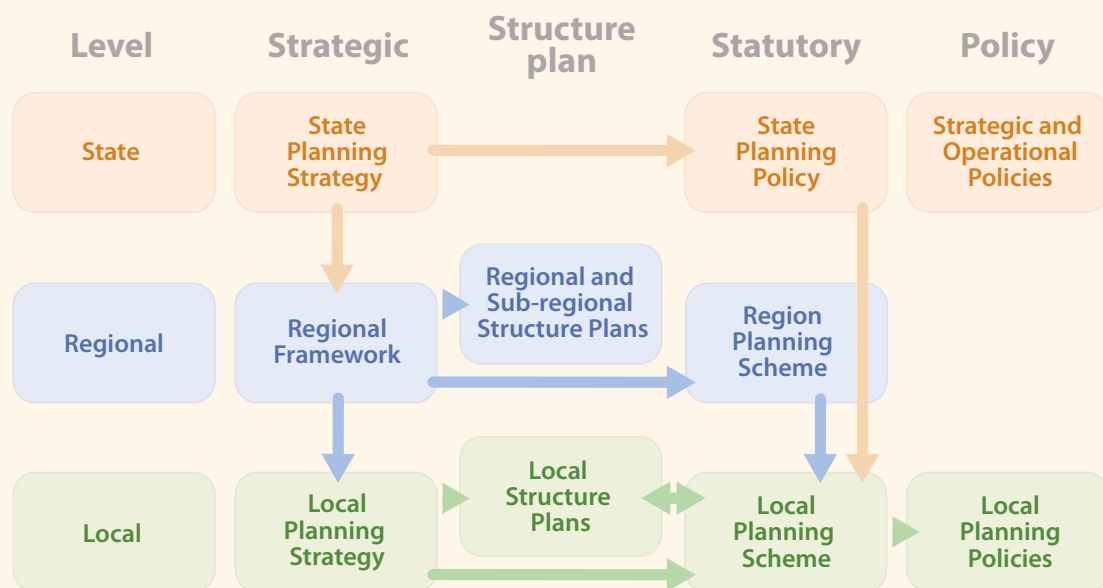 Level
Strategic
Structure
plan
Statutory
Policy
State
State
Planning
Strategy
State
Planning
Policy
Strategic and
Operational
Policies
Regional
Regional
Framework
Regional and
Sub-regional
Structure Plans
Region
Planning
Scheme
Local
Local
Planning
Strategy
Local
Structure
Plans
Local
Planning
Scheme
Local
Planning
Policies